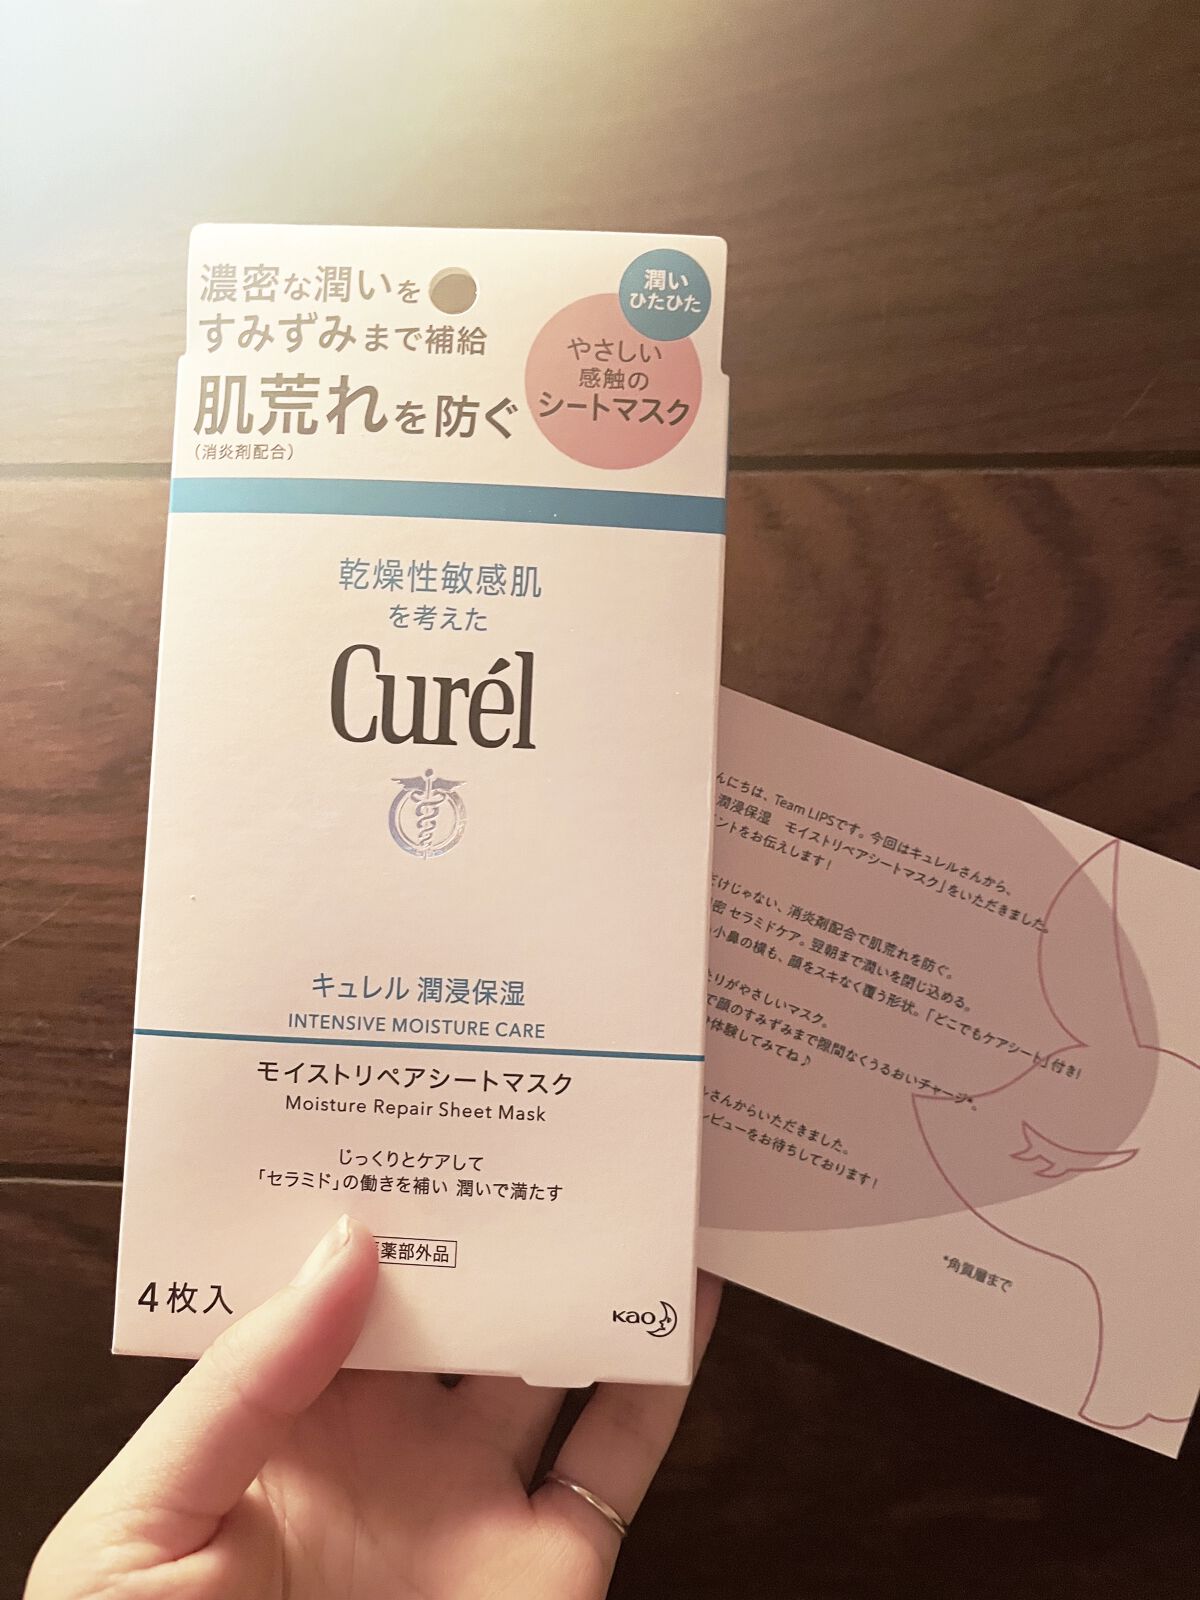 濃密な潤いを
すみずみまで補給
肌荒れを防ぐ
(消炎剤配合)
潤い
ひたひた
やさしい
感触の
シートマスク
乾燥性敏感肌
を考えた
Curél
キュレル 潤浸保湿
INTENSIVE MOISTURE CARE
モイストリペアシートマスク
Moisture Repair Sheet Mask
じっくりとケアして
「セラミド」の働きを補い 潤いで満たす
薬部外品
4枚入
Kao
んにちは、Team LIPSです。今回はキュレルさんから、
潤浸保湿 モイストリペアシートマスク」をいただきました。
ントをお伝えします!
だけじゃない、消炎剤配合で肌荒れを防ぐ。
密 セラミドケア。翌朝まで潤いを閉じ込める。
小鼻の横も、顔をスキなく覆う形状。「どこでもケアシート」付き!
たりがやさしいマスク。
で顔のすみずみまで隙間なくうるおいチャージ*。
体験してみてね♪
ルさんからいただきました。
レビューをお待ちしております!
*角質層まで